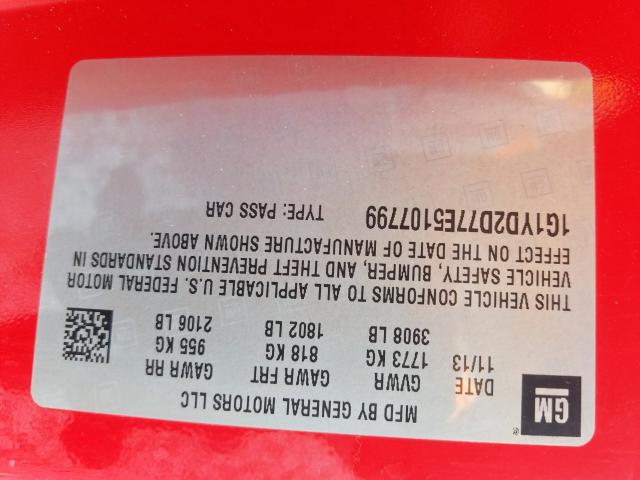 MFD BY GENERAL MOTORS LLC
GM ®
DATE GVWR GAWR FRT GAWR RR
11/13 1773 KG 818 KG 955 KG
3908 LB 1802 LB 2106 LB
THIS VEHICLE CONFORMS TO ALL APPLICABLE U.S. FEDERAL MOTOR
VEHICLE SAFETY, BUMPER, AND THEFT PREVENTION STANDARDS IN
EFFECT ON THE DATE OF MANUFACTURE SHOWN ABOVE.
1G1YD2D77E5107799 TYPE: PASS CAR